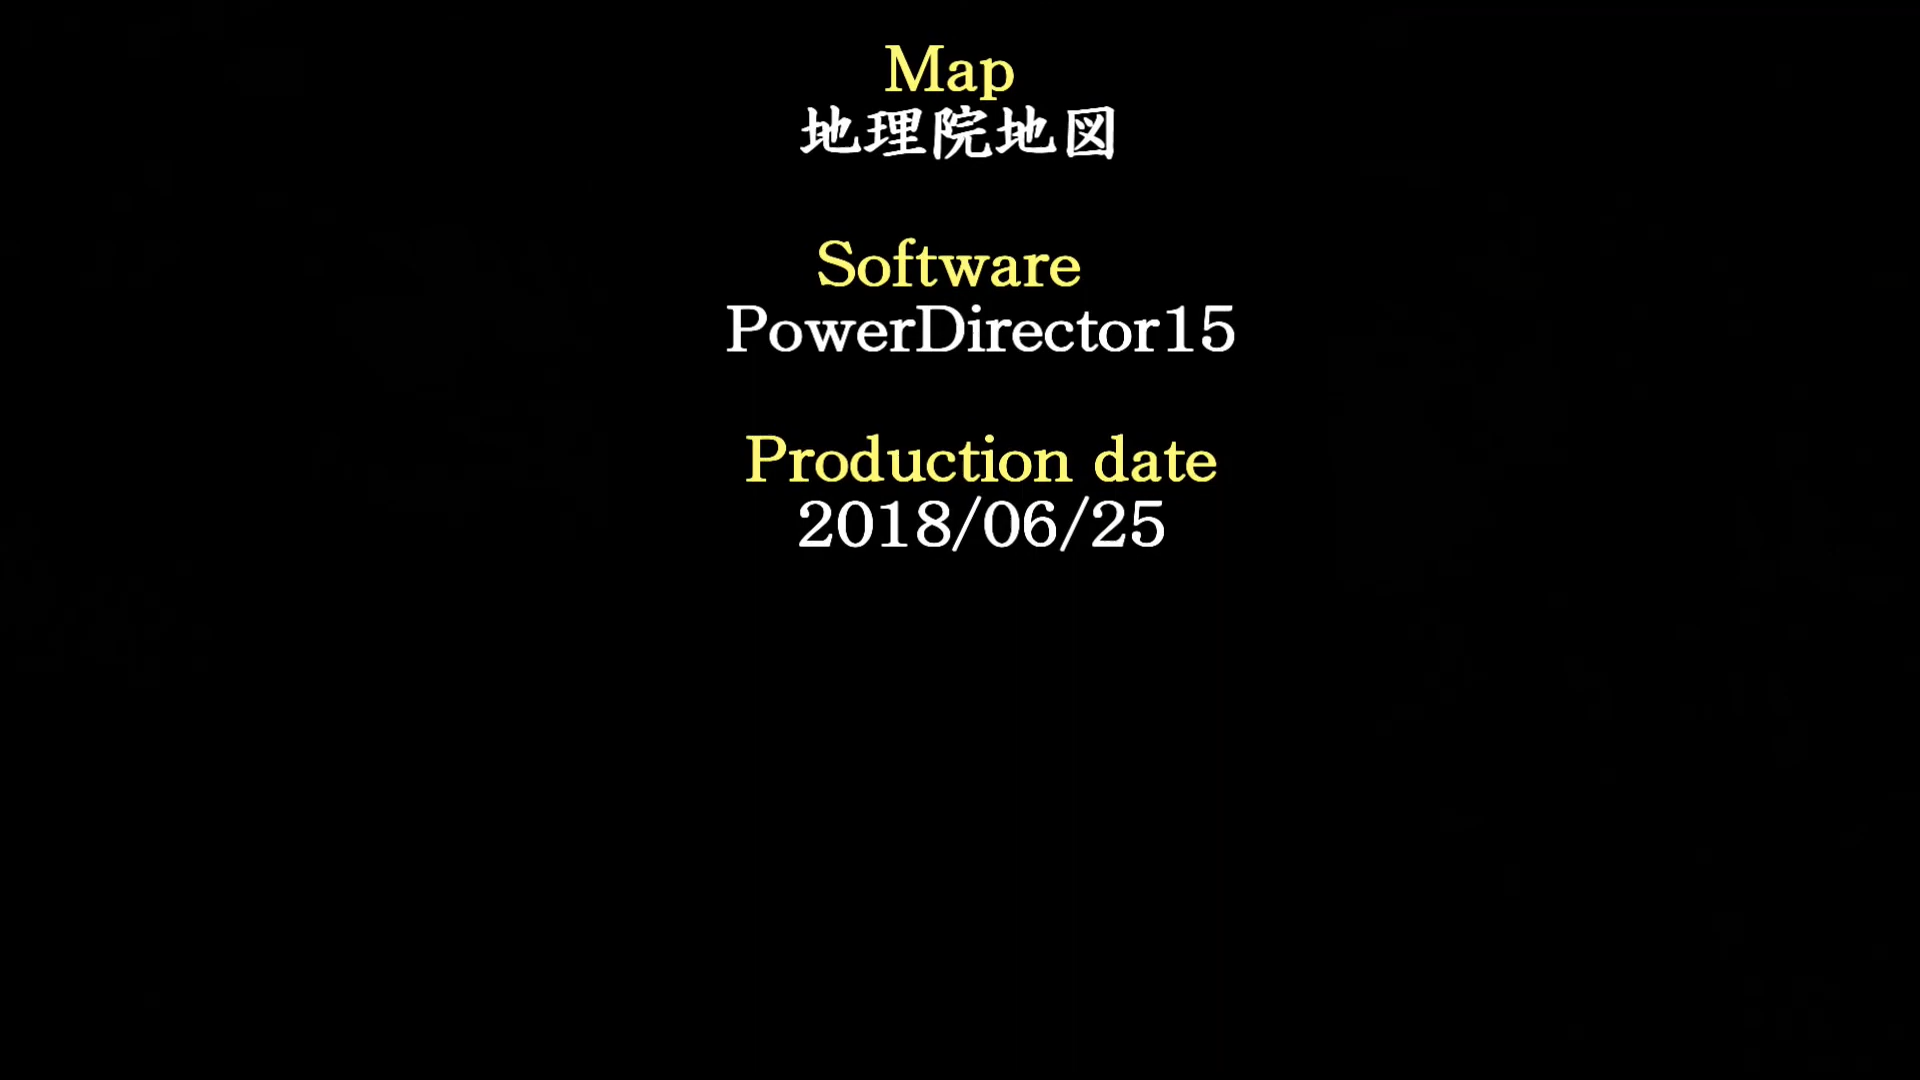 Map
地理院地図
Software
PowerDirector15
Production date
2018/06/25